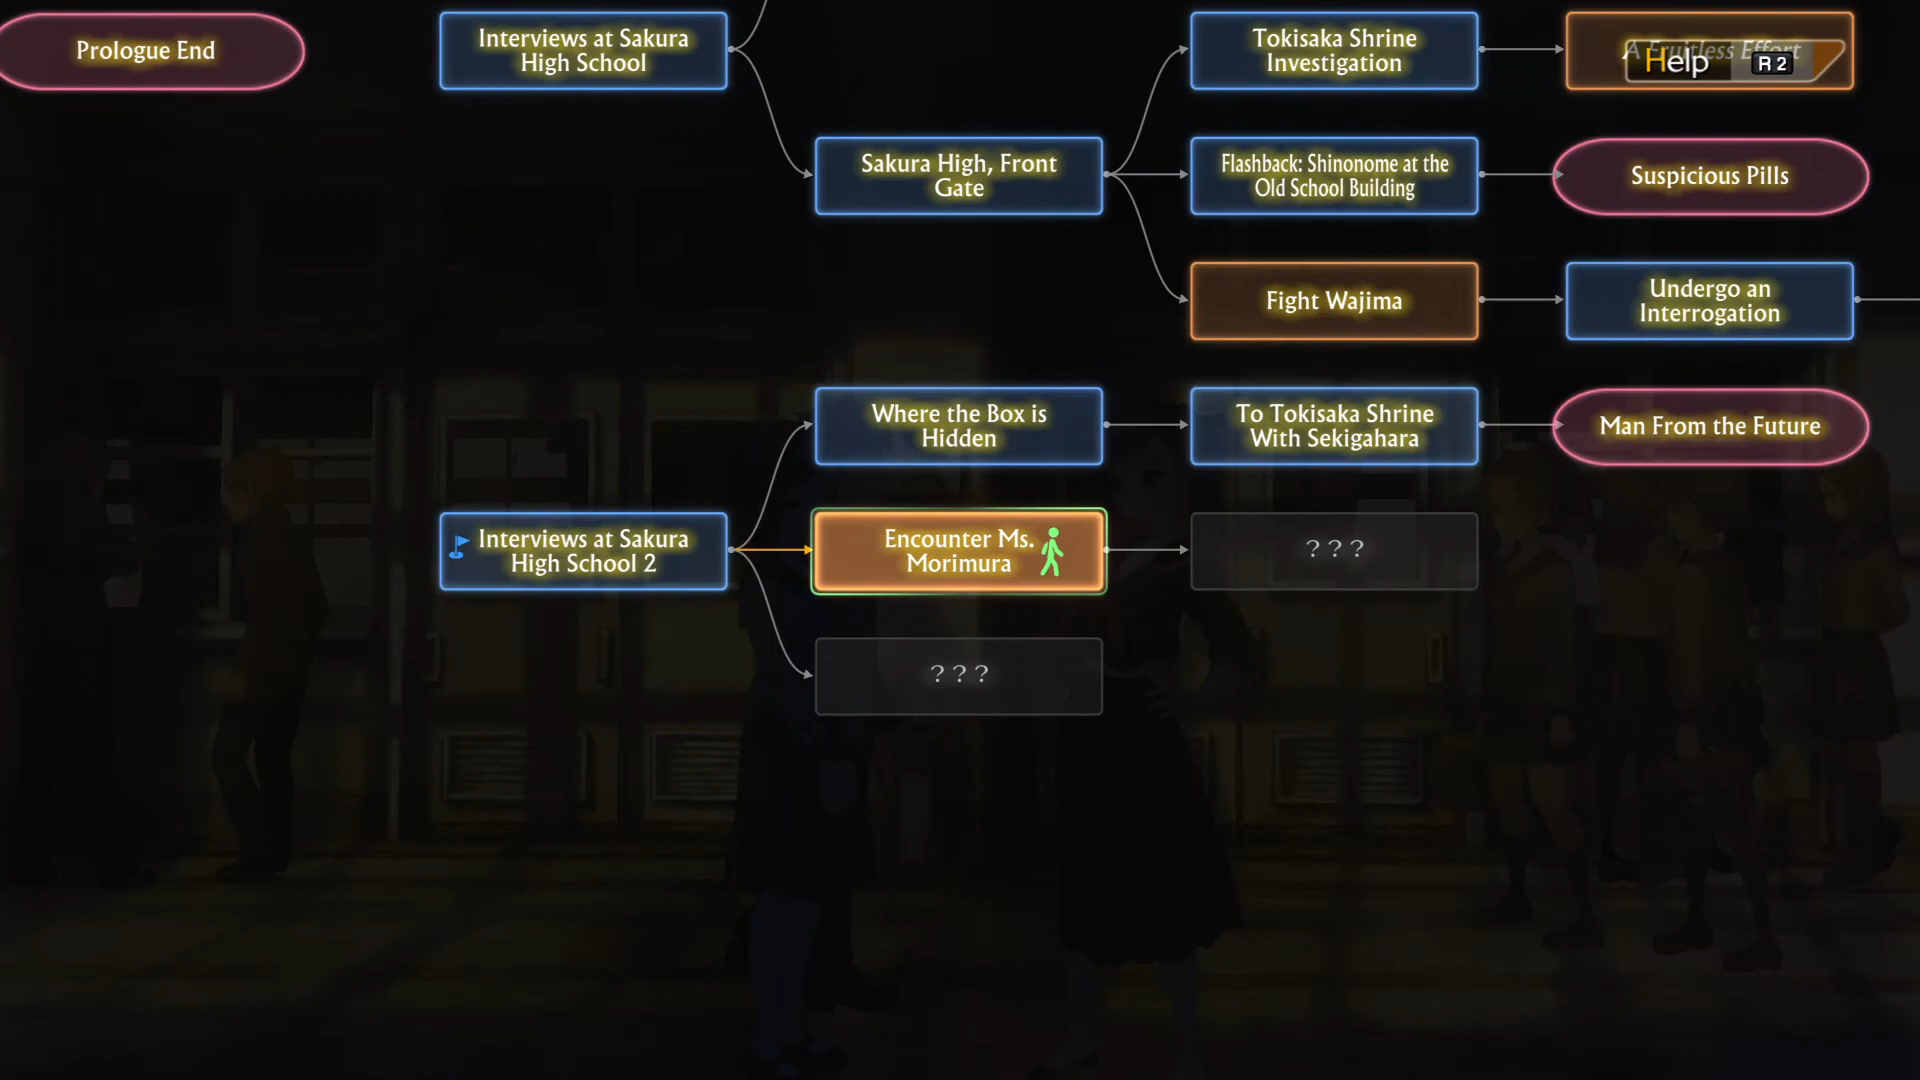 Prologue End
Interviews at Sakura
High School
Tokisaka Shrine
Investigation
A Fruitless Effort
Help R2
Sakura High, Front
Gate
Flashback: Shinonome at the
Old School Building
Suspicious Pills
Fight Wajima
Undergo an
Interrogation
Where the Box is
Hidden
To Tokisaka Shrine
With Sekigahara
Man From the Future
Interviews at Sakura
High School 2
Encounter Ms.
Morimura
???
???